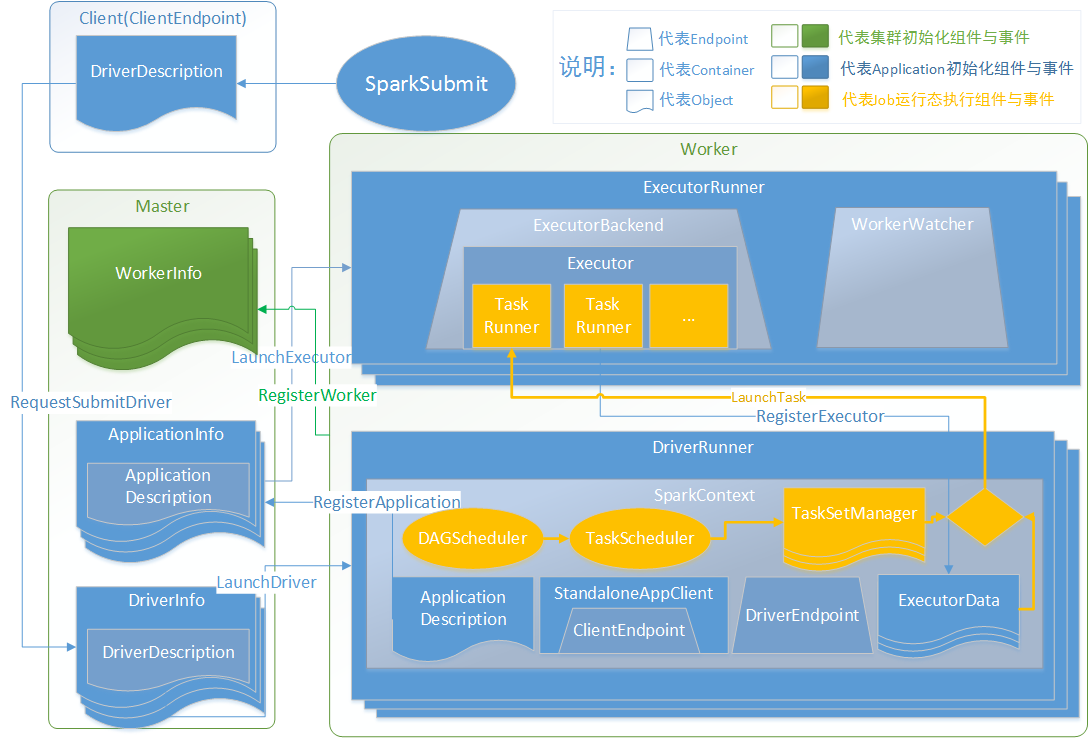 Client(ClientEndpoint)
DriverDescription
SparkSubmit
说明：
代表Endpoint
代表Container
代表Object
代表集群初始化组件与事件
代表Application初始化组件与事件
代表Job运行态执行组件与事件
Master
WorkerInfo
LaunchExecutor
RegisterWorker
RequestSubmitDriver
ApplicationInfo
Application
Description
RegisterApplication
LaunchDriver
DriverInfo
DriverDescription
Worker
ExecutorRunner
ExecutorBackend
WorkerWatcher
Executor
Task
Runner
Task
Runner
...
LaunchTask
RegisterExecutor
DriverRunner
SparkContext
DAGScheduler
TaskScheduler
TaskSetManager
Application
Description
StandaloneAppClient
ClientEndpoint
DriverEndpoint
ExecutorData